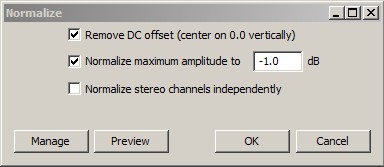 Normalize
Remove DC offset (center on 0.0 vertically)
Normalize maximum amplitude to -1.0 dB
Normalize stereo channels independently
Manage Preview OK Cancel